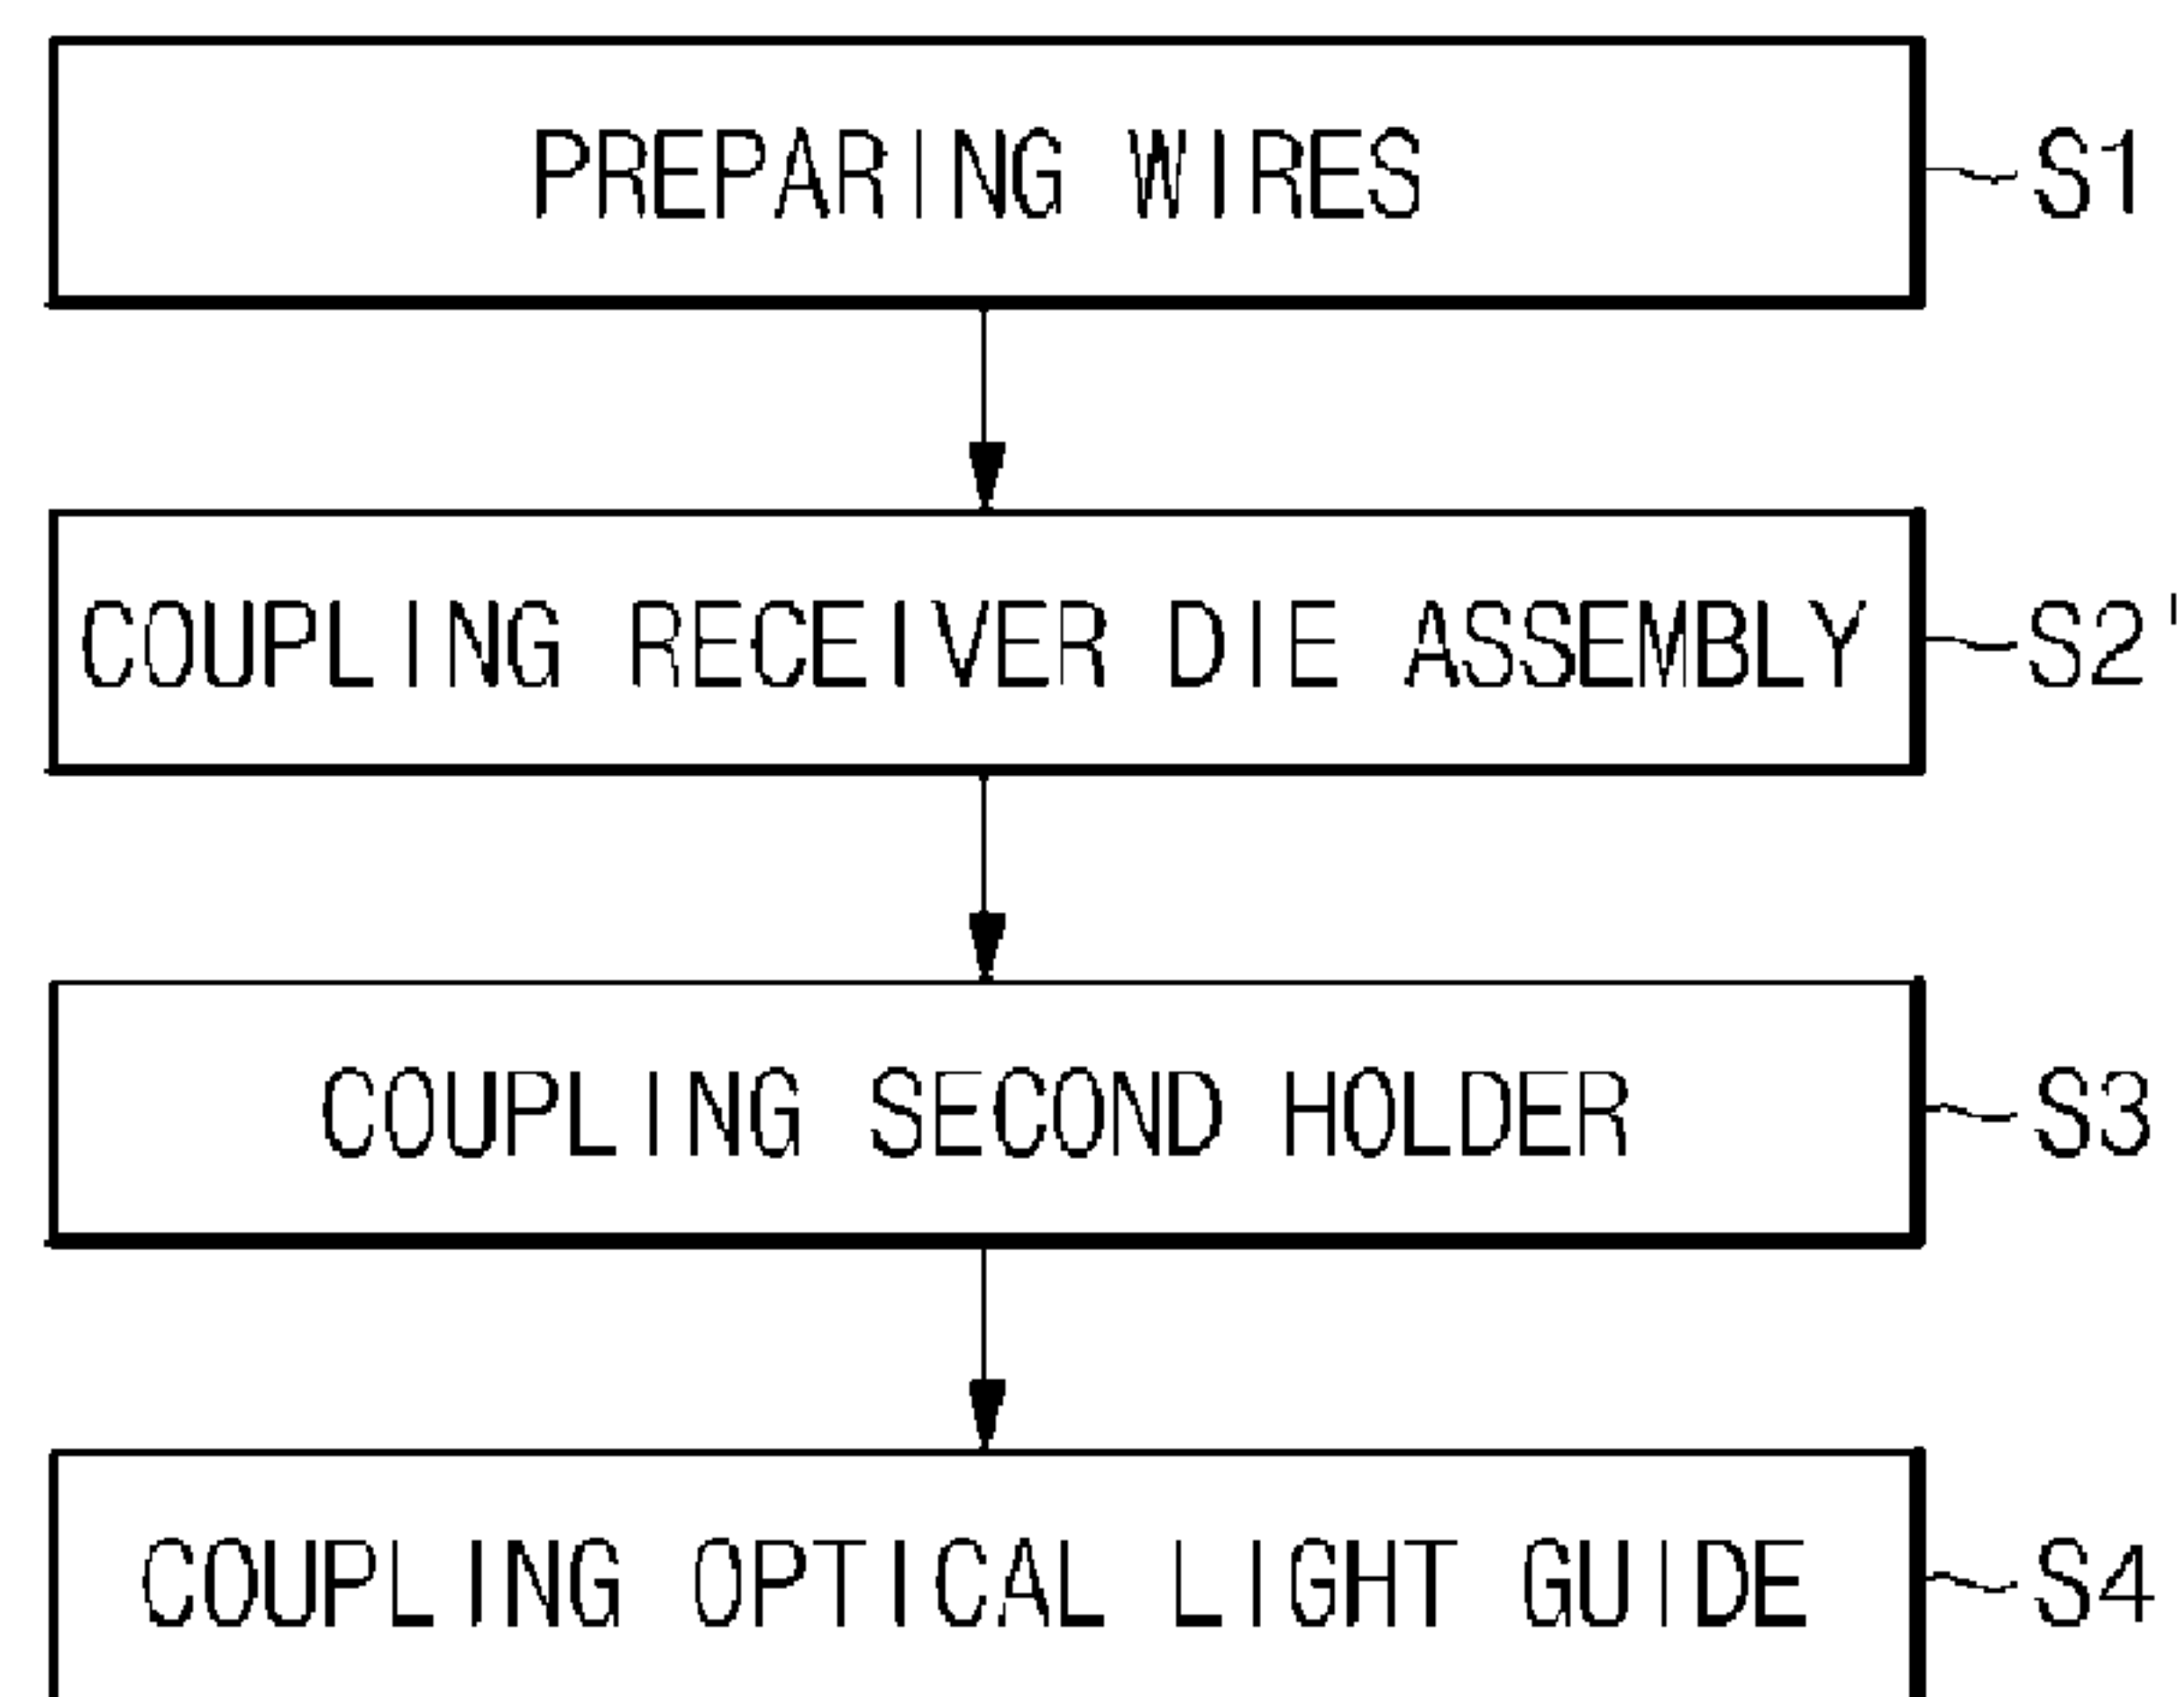 PREPARING WIRES S1
COUPLING RECEIVER DIE ASSEMBLY S2'
COUPLING SECOND HOLDER S3
COUPLING OPTICAL LIGHT GUIDE S4